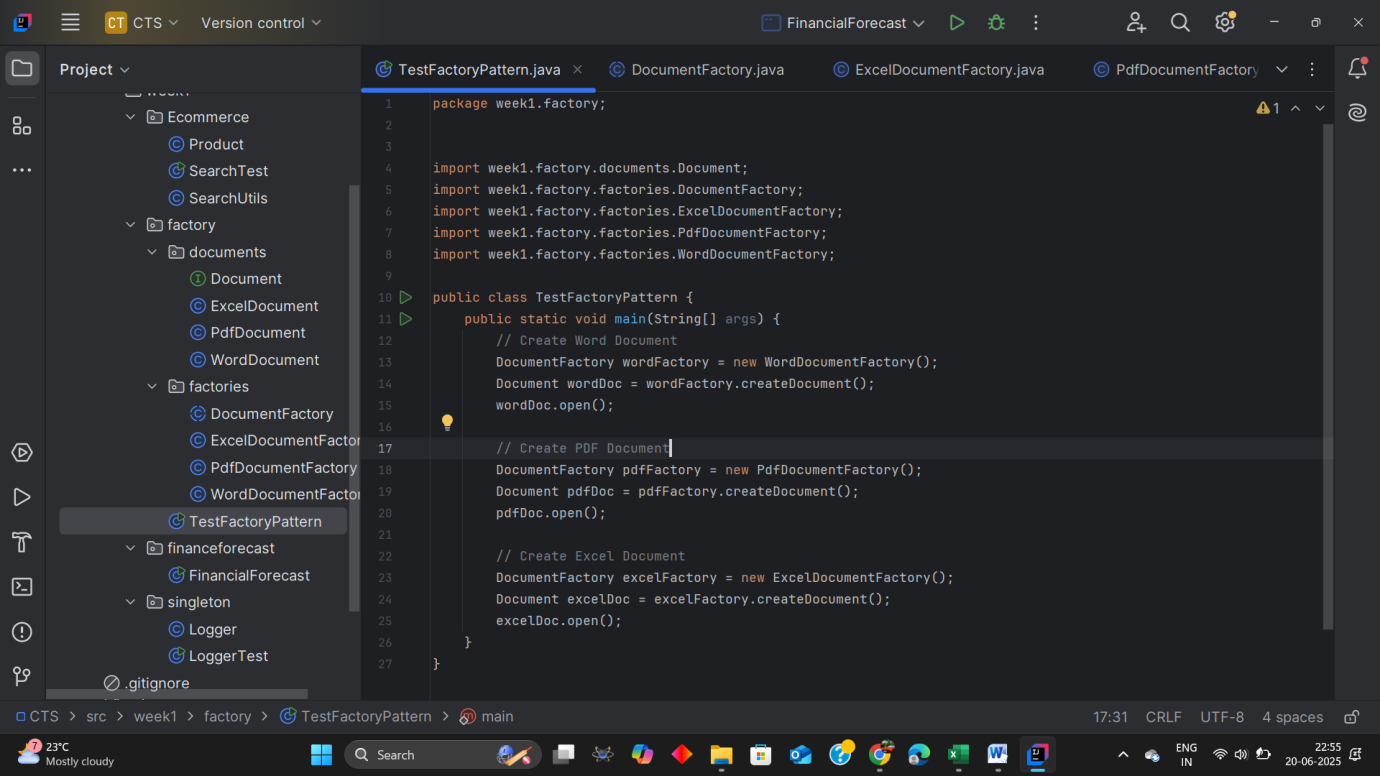 CT CTS Version control FinancialForecast
Project
TestFactoryPattern.java DocumentFactory.java ExcelDocumentFactory.java PdfDocumentFactory
Ecommerce
Product
SearchTest
SearchUtils
factory
documents
Document
ExcelDocument
PdfDocument
WordDocument
factories
DocumentFactory
ExcelDocumentFactor
PdfDocumentFactory
WordDocumentFactor
TestFactoryPattern
financeforecast
FinancialForecast
singleton
Logger
LoggerTest
.gitignore
1
1 package week1.factory;
2
3
4 import week1.factory.documents.Document;
5 import week1.factory.factories.DocumentFactory;
6 import week1.factory.factories.ExcelDocumentFactory;
7 import week1.factory.factories.PdfDocumentFactory;
8 import week1.factory.factories.WordDocumentFactory;
9
10 public class TestFactoryPattern {
11 public static void main(String[] args) {
12 // Create Word Document
13 DocumentFactory wordFactory = new WordDocumentFactory();
14 Document wordDoc = wordFactory.createDocument();
15 wordDoc.open();
16
17 // Create PDF Document
18 DocumentFactory pdfFactory = new PdfDocumentFactory();
19 Document pdfDoc = pdfFactory.createDocument();
20 pdfDoc.open();
21
22 // Create Excel Document
23 DocumentFactory excelFactory = new ExcelDocumentFactory();
24 Document excelDoc = excelFactory.createDocument();
25 excelDoc.open();
26 }
27 }
CTS > src > week1 > factory > TestFactoryPattern > main 17:31 CRLF UTF-8 4 spaces
7 23°C
Mostly cloudy
Search
ENG
IN
22:55
20-06-2025